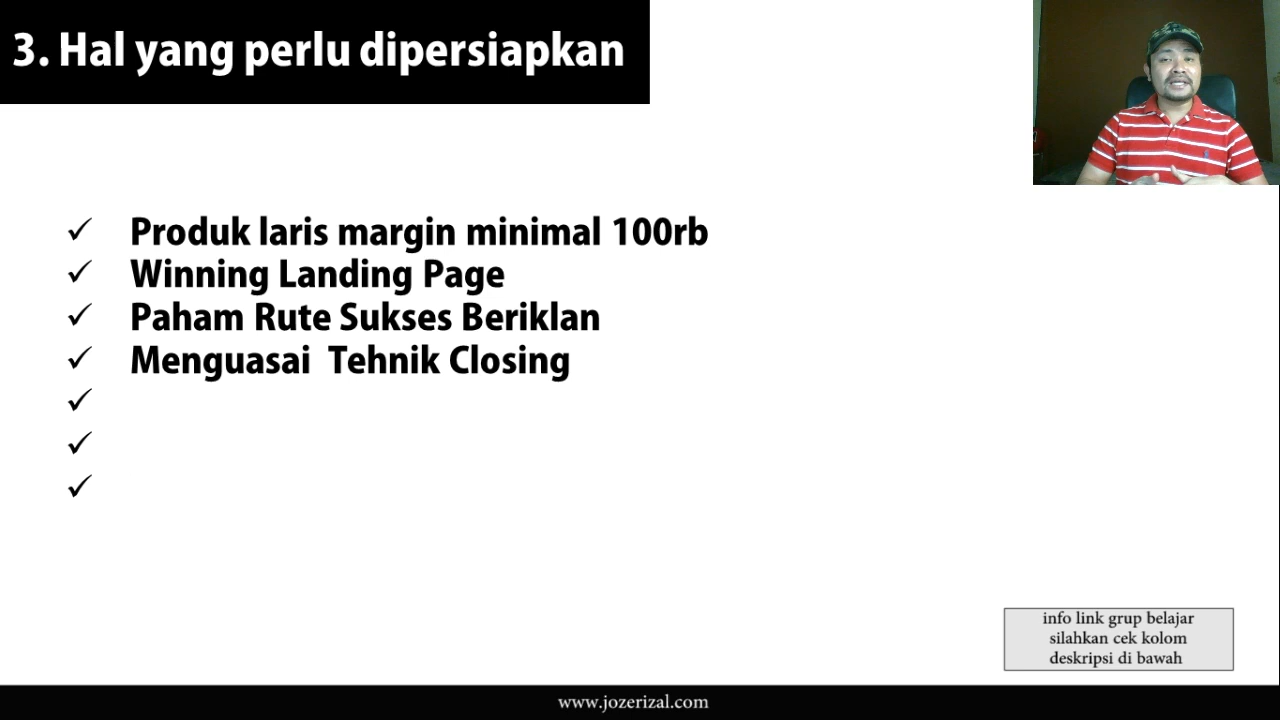 3. Hal yang perlu dipersiapkan
✓ Produk laris margin minimal 100rb
✓ Winning Landing Page
✓ Paham Rute Sukses Beriklan
✓ Menguasai  Tehnik Closing
✓
✓
✓
info link grup belajar
silahkan cek kolom
deskripsi di bawah
www.jozerizal.com